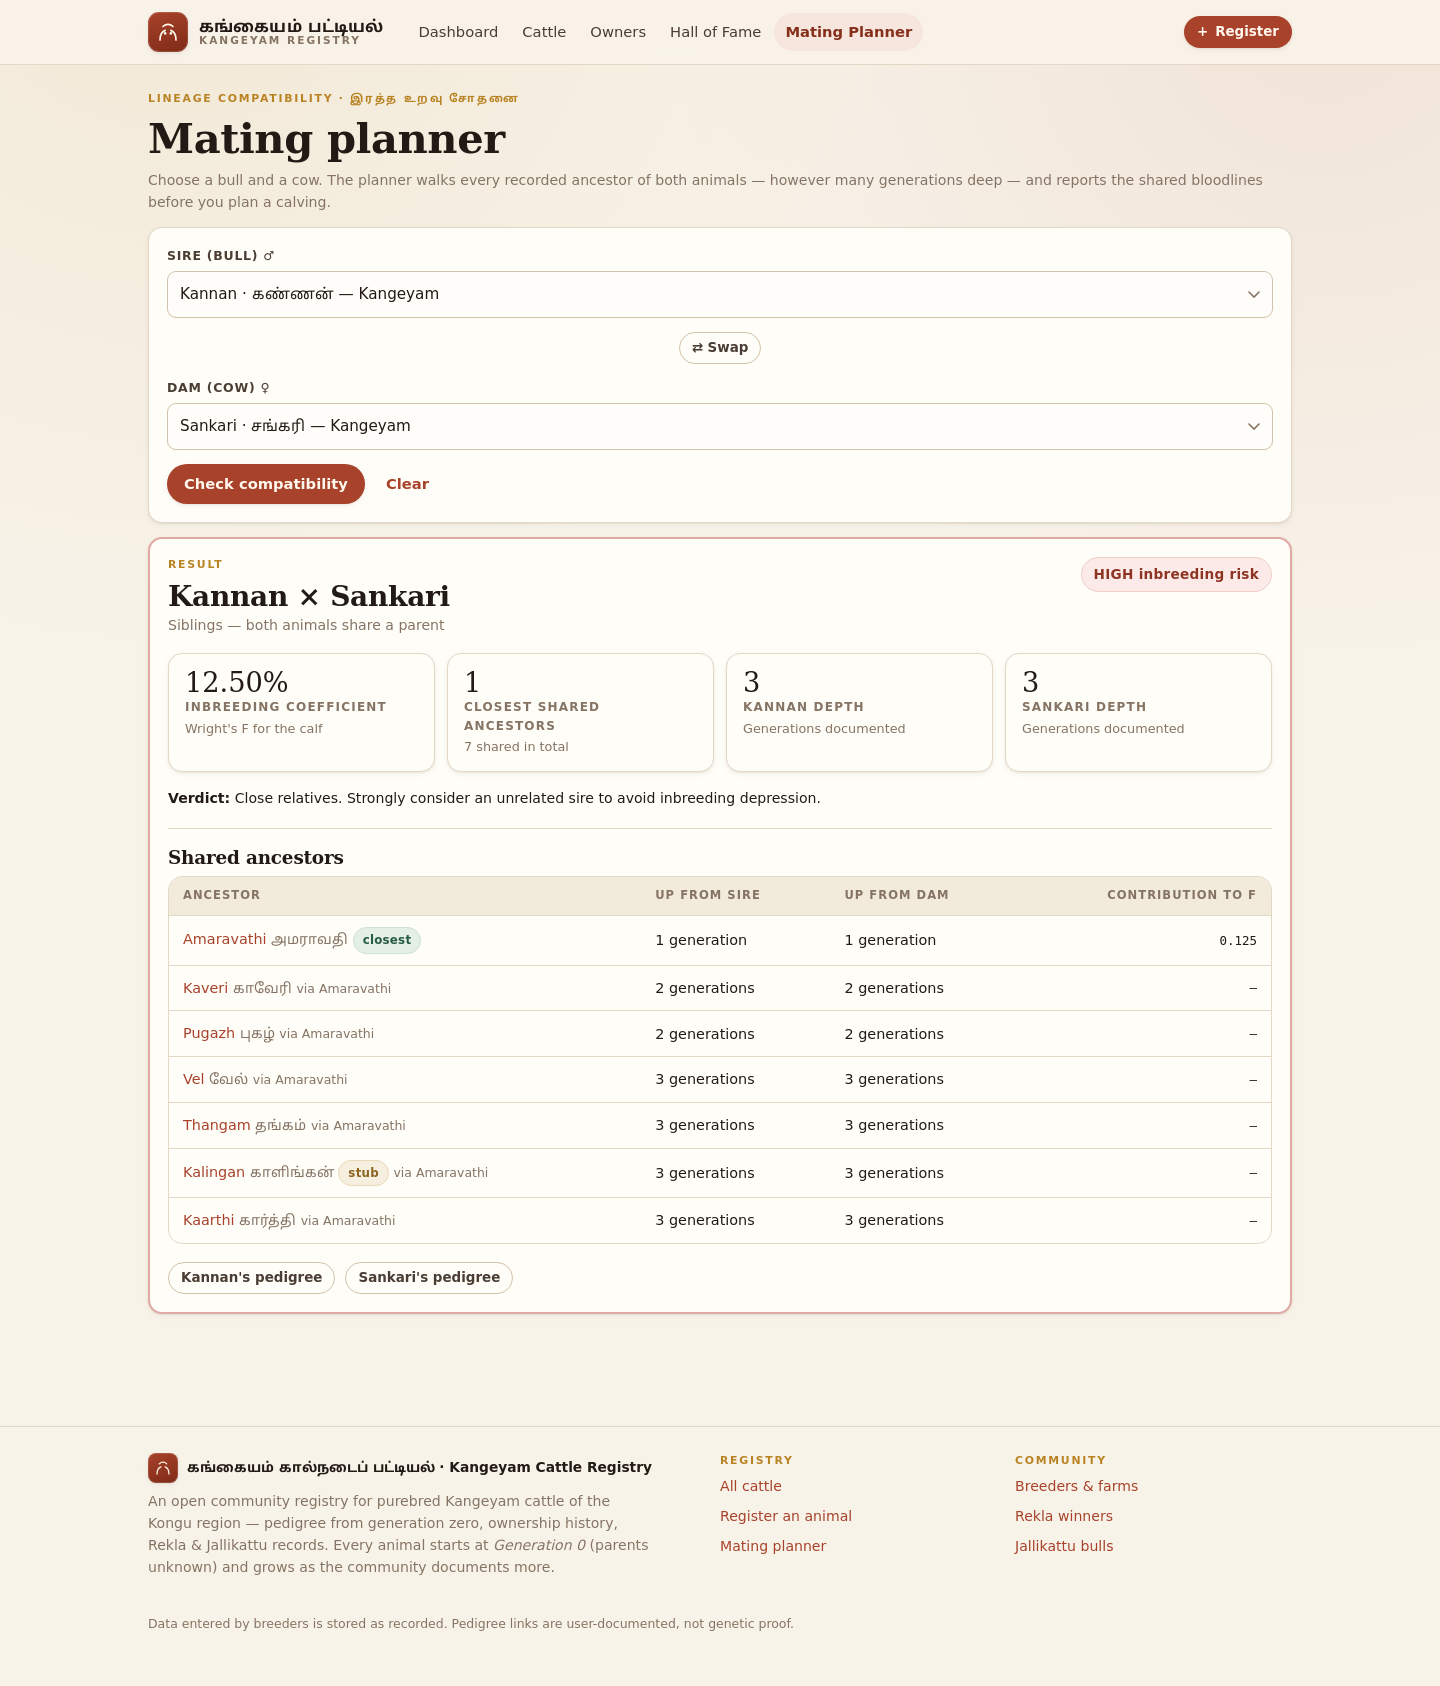 கங்கையம் பட்டியல்
KANGEYAM REGISTRY
Dashboard Cattle Owners Hall of Fame Mating Planner
+ Register
LINEAGE COMPATIBILITY · இரத்த உறவு சோதனை
Mating planner
Choose a bull and a cow. The planner walks every recorded ancestor of both animals — however many generations deep — and reports the shared bloodlines
before you plan a calving.
SIRE (BULL) ♂
Kannan · கண்ணன் — Kangeyam
⇄ Swap
DAM (COW) ♀
Sankari · சங்கரி — Kangeyam
Check compatibility Clear
RESULT
HIGH inbreeding risk
Kannan × Sankari
Siblings — both animals share a parent
12.50%
INBREEDING COEFFICIENT
Wright's F for the calf
1
CLOSEST SHARED
ANCESTORS
7 shared in total
3
KANNAN DEPTH
Generations documented
3
SANKARI DEPTH
Generations documented
Verdict: Close relatives. Strongly consider an unrelated sire to avoid inbreeding depression.
Shared ancestors
ANCESTOR UP FROM SIRE UP FROM DAM CONTRIBUTION TO F
Amaravathi அமராவதி closest 1 generation 1 generation 0.125
Kaveri காவேரி via Amaravathi 2 generations 2 generations —
Pugazh புகழ் via Amaravathi 2 generations 2 generations —
Vel வேல் via Amaravathi 3 generations 3 generations —
Thangam தங்கம் via Amaravathi 3 generations 3 generations —
Kalingan காளிங்கன் stub via Amaravathi 3 generations 3 generations —
Kaarthi கார்த்தி via Amaravathi 3 generations 3 generations —
Kannan's pedigree Sankari's pedigree
கங்கையம் கால்நடைப் பட்டியல் · Kangeyam Cattle Registry
An open community registry for purebred Kangeyam cattle of the
Kongu region — pedigree from generation zero, ownership history,
Rekla & Jallikattu records. Every animal starts at Generation 0 (parents
unknown) and grows as the community documents more.
REGISTRY
All cattle
Register an animal
Mating planner
COMMUNITY
Breeders & farms
Rekla winners
Jallikattu bulls
Data entered by breeders is stored as recorded. Pedigree links are user-documented, not genetic proof.